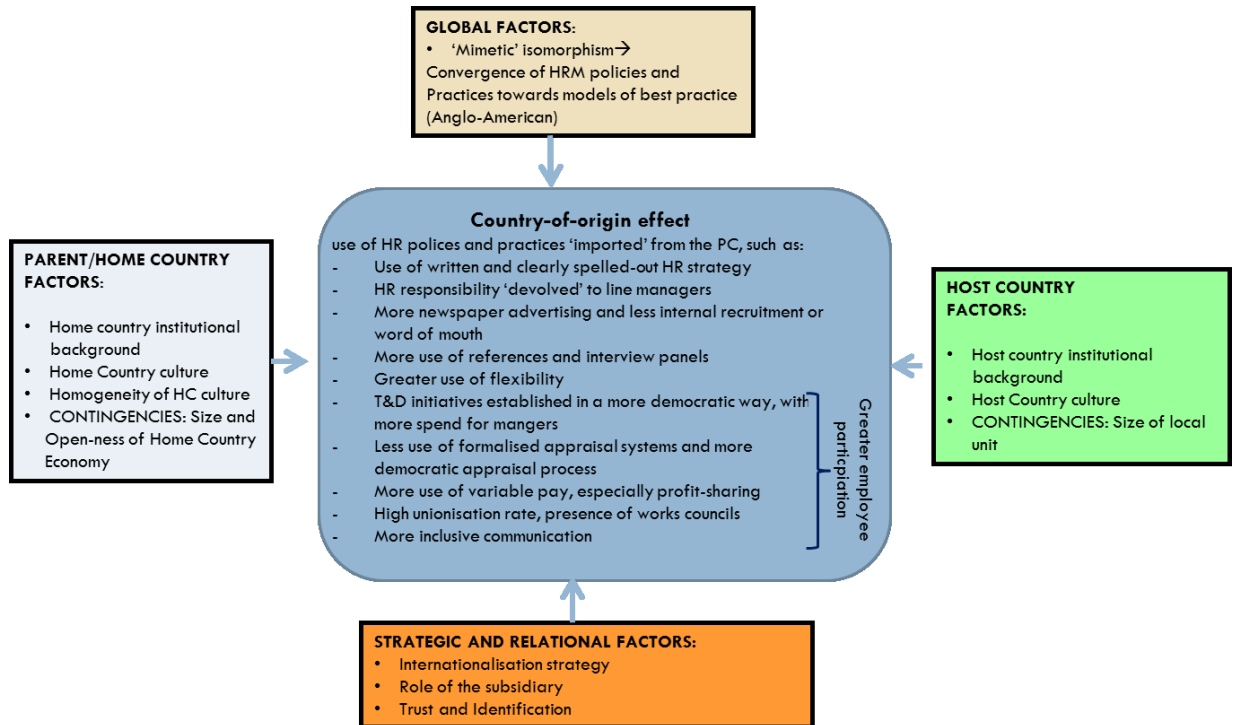 GLOBAL FACTORS:
• ‘Mimetic’ isomorphism→
Convergence of HRM policies and
Practices towards models of best practice
(Anglo-American)
PARENT/HOME COUNTRY
FACTORS:
• Home country institutional
background
• Home Country culture
• Homogeneity of HC culture
• CONTINGENCIES: Size and
Open-ness of Home Country
Economy
Country-of-origin effect
use of HR polices and practices ‘imported’ from the PC, such as:
- Use of written and clearly spelled-out HR strategy
- HR responsibility ‘devolved’ to line managers
- More newspaper advertising and less internal recruitment or
word of mouth
- More use of references and interview panels
- Greater use of flexibility
- T&D initiatives established in a more democratic way, with
more spend for mangers
- Less use of formalised appraisal systems and more
democratic appraisal process
- More use of variable pay, especially profit-sharing
- High unionisation rate, presence of works councils
- More inclusive communication
Greater employee
particpiation
HOST COUNTRY
FACTORS:
• Host country institutional
background
• Host Country culture
• CONTINGENCIES: Size of local
unit
STRATEGIC AND RELATIONAL FACTORS:
• Internationalisation strategy
• Role of the subsidiary
• Trust and Identification